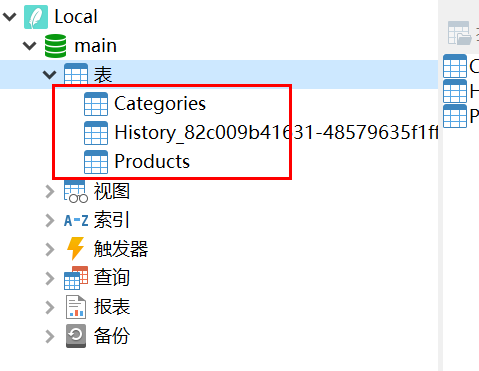 Local
main
表
Categories
History_82c009b41631-48579635f1ff
Products
视图
A-Z 索引
触发器
查询
报表
备份